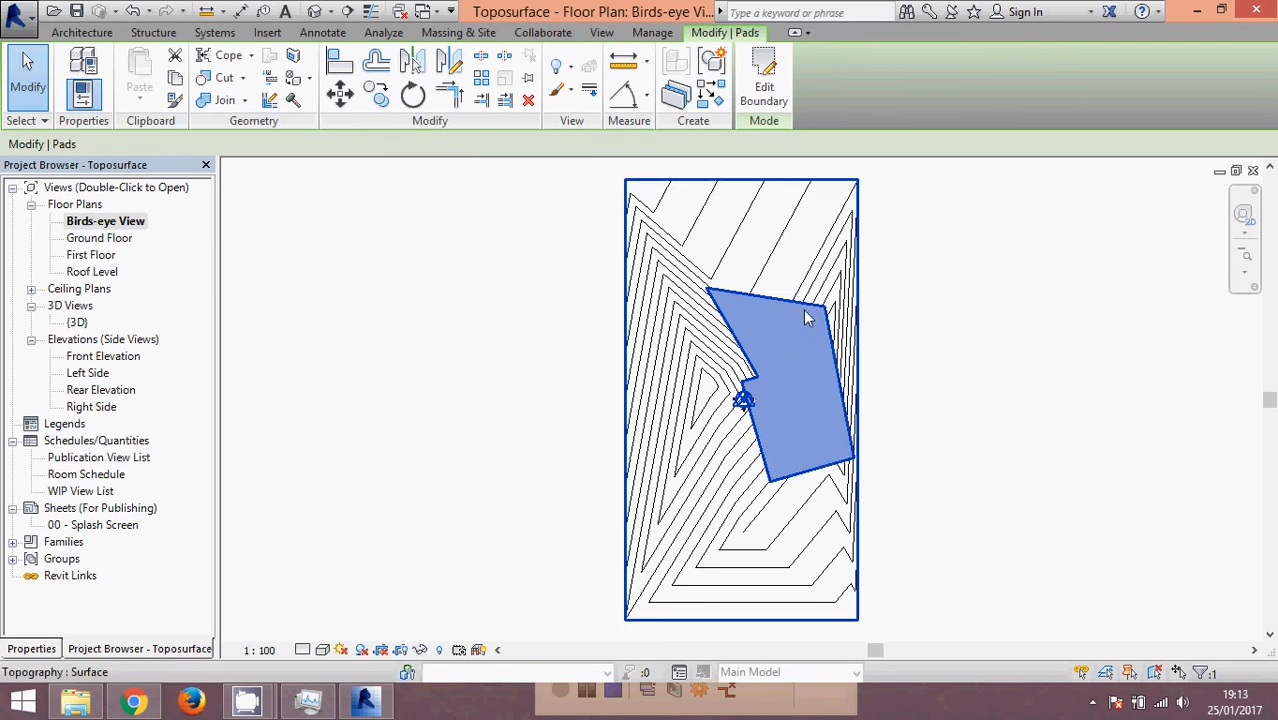 Toposurface - Floor Plan: Birds-eye Vi...
Type a keyword or phrase
Sign In
Architecture
Structure
Systems
Insert
Annotate
Analyze
Massing & Site
Collaborate
View
Manage
Modify | Pads
Modify
Paste
Cope
Cut
Join
Edit
Boundary
Select
Properties
Clipboard
Geometry
Modify
View
Measure
Create
Mode
Modify | Pads
Project Browser - Toposurface
Views (Double-Click to Open)
Floor Plans
Birds-eye View
Ground Floor
First Floor
Roof Level
Ceiling Plans
3D Views
{3D}
Elevations (Side Views)
Front Elevation
Left Side
Rear Elevation
Right Side
Legends
Schedules/Quantities
Publication View List
Room Schedule
WIP View List
Sheets (For Publishing)
00 - Splash Screen
Families
Groups
Revit Links
2D
Properties
Project Browser - Toposurface
1 : 100
Topography : Surface
:0
Main Model
:1
19:13
25/01/2017